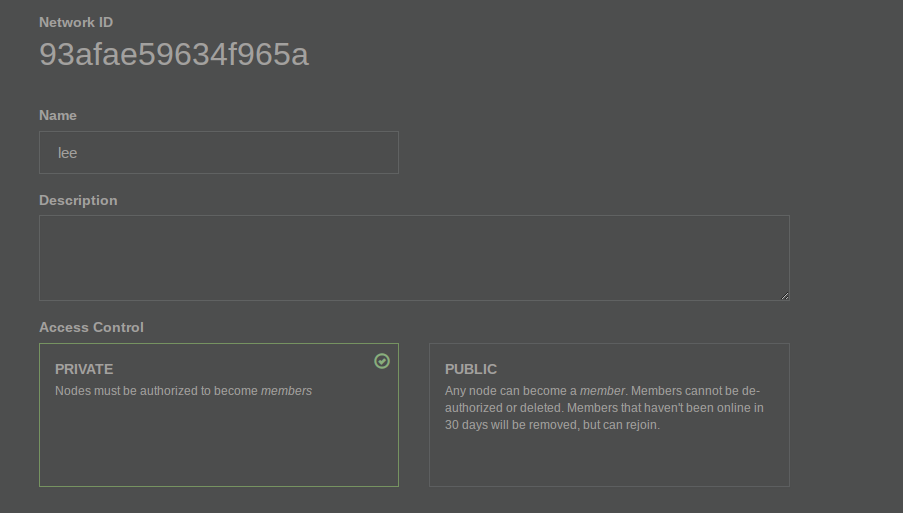 Network ID
93afae59634f965a
Name
lee
Description
Access Control
PRIVATE
Nodes must be authorized to become members
PUBLIC
Any node can become a member. Members cannot be de-
authorized or deleted. Members that haven't been online in
30 days will be removed, but can rejoin.